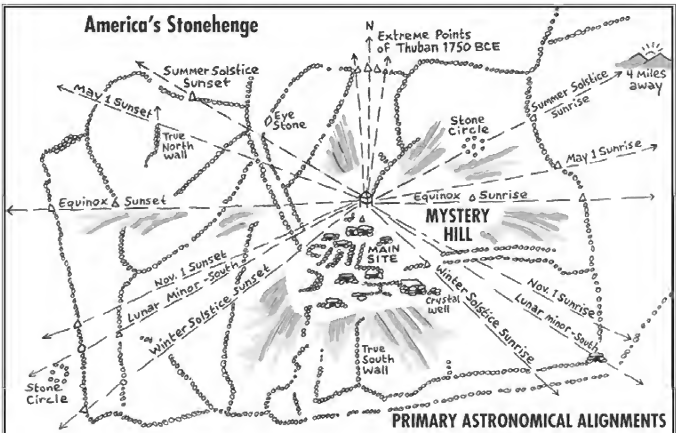 America's Stonehenge
N
Extreme Points
of Thuban 1750 BCE
4 Miles
away
Summer Solstice
Sunset
Summer Solstice
Sunrise
May 1 Sunset
Eye
Stone
Stone
Circle
True
North
Wall
May 1 Sunrise
Equinox Sunset
Equinox Sunrise
MYSTERY
HILL
MAIN
SITE
Nov. 1 Sunset
Lunar Minor-South
Winter Solstice Sunset
Crystal
Well
Winter Solstice Sunrise
Nov. 1 Sunrise
Lunar minor-South
True
South
Wall
Stone
Circle
PRIMARY ASTRONOMICAL ALIGNMENTS